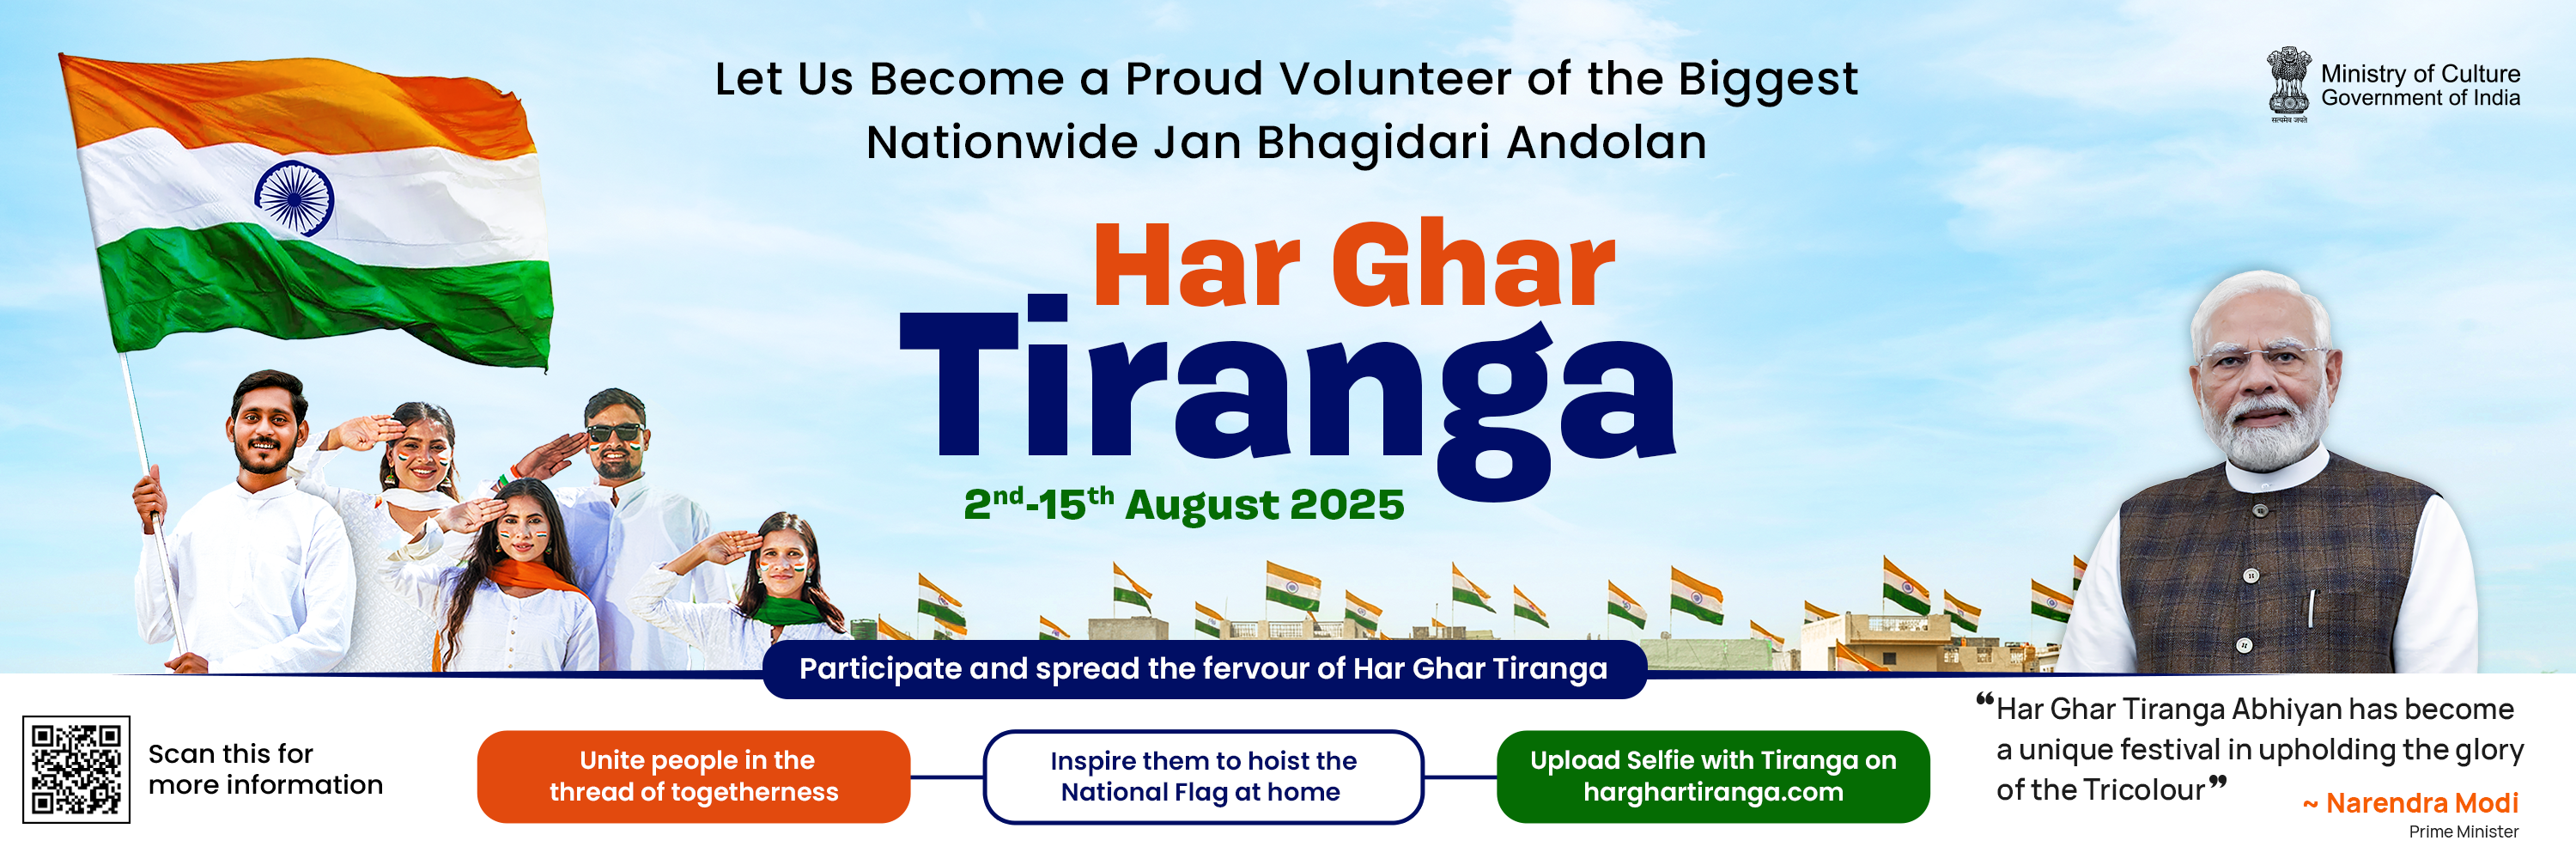 Let Us Become a Proud Volunteer of the Biggest
Nationwide Jan Bhagidari Andolan
सत्यमेव जयते
Ministry of Culture
Government of India
Har Ghar
Tiranga
2nd-15th August 2025
Participate and spread the fervour of Har Ghar Tiranga
Scan this for
more information
Unite people in the
thread of togetherness
Inspire them to hoist the
National Flag at home
Upload Selfie with Tiranga on
harghartiranga.com
“Har Ghar Tiranga Abhiyan has become
a unique festival in upholding the glory
of the Tricolour”
~ Narendra Modi
Prime Minister